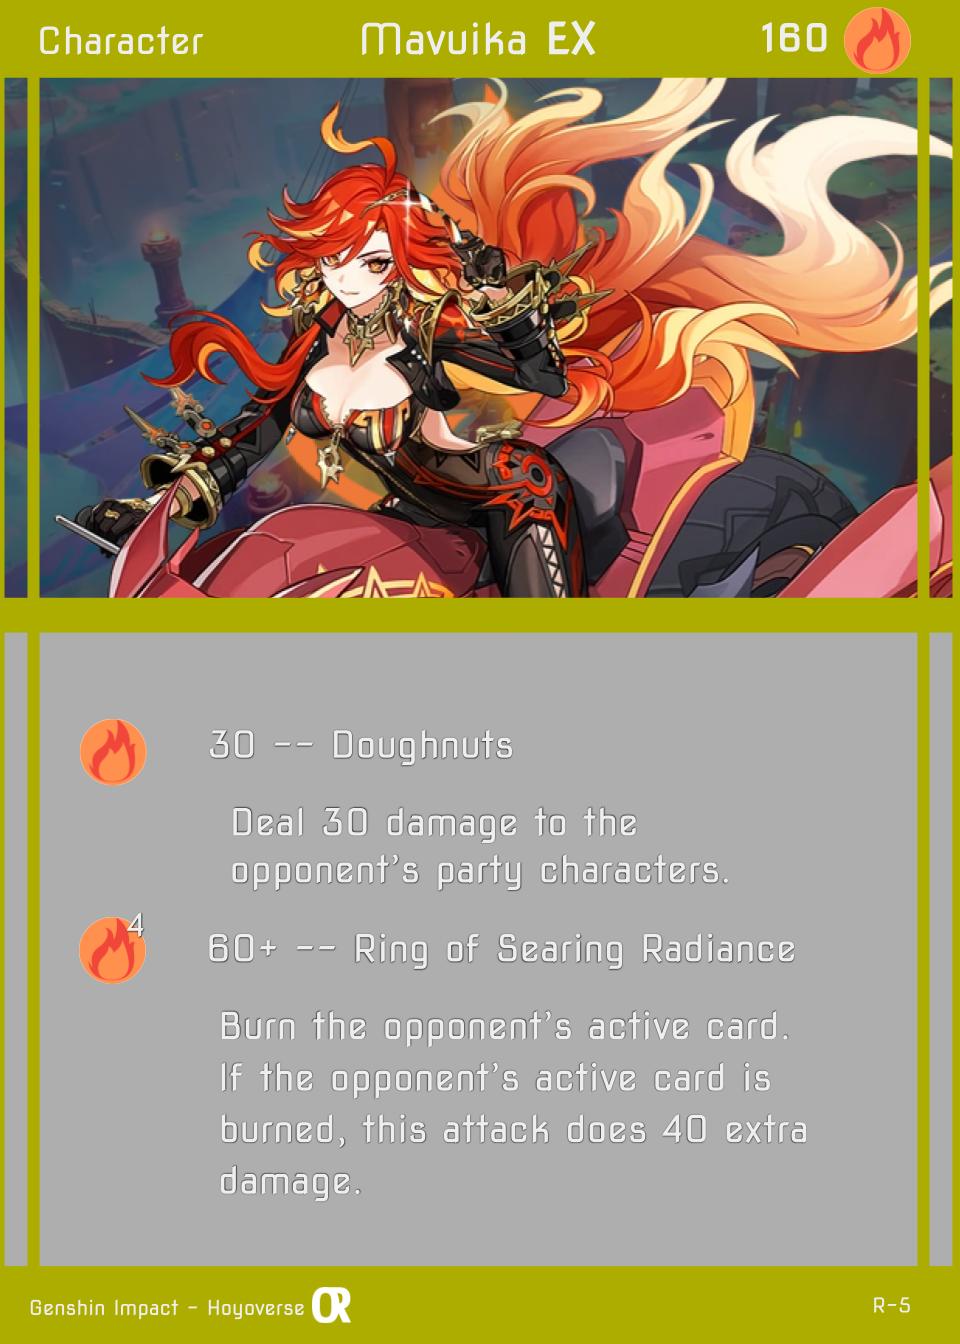 Character Mavuika EX 160
30 -- Doughnuts
Deal 30 damage to the
opponent's party characters.
4
60+ -- Ring of Searing Radiance
Burn the opponent's active card.
If the opponent's active card is
burned, this attack does 40 extra
damage.
Genshin Impact - Hoyoverse OR R-5